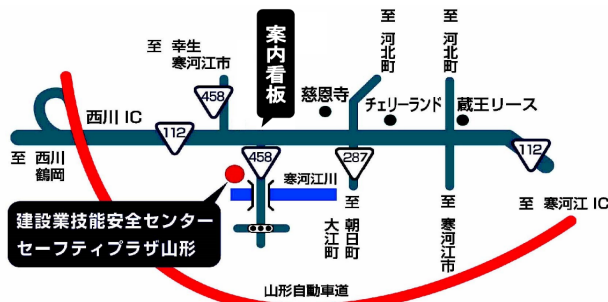 至 幸生
寒河江市
案内看板
至 河北町
至 河北町
458
慈恩寺
チェリーランド
蔵王リース
西川 IC
112
458
287
112
至 西川
鶴岡
寒河江川
至 寒河江 IC
建設業技能安全センター
セーフティプラザ山形
至 朝日町
大江町
至 寒河江市
山形自動車道